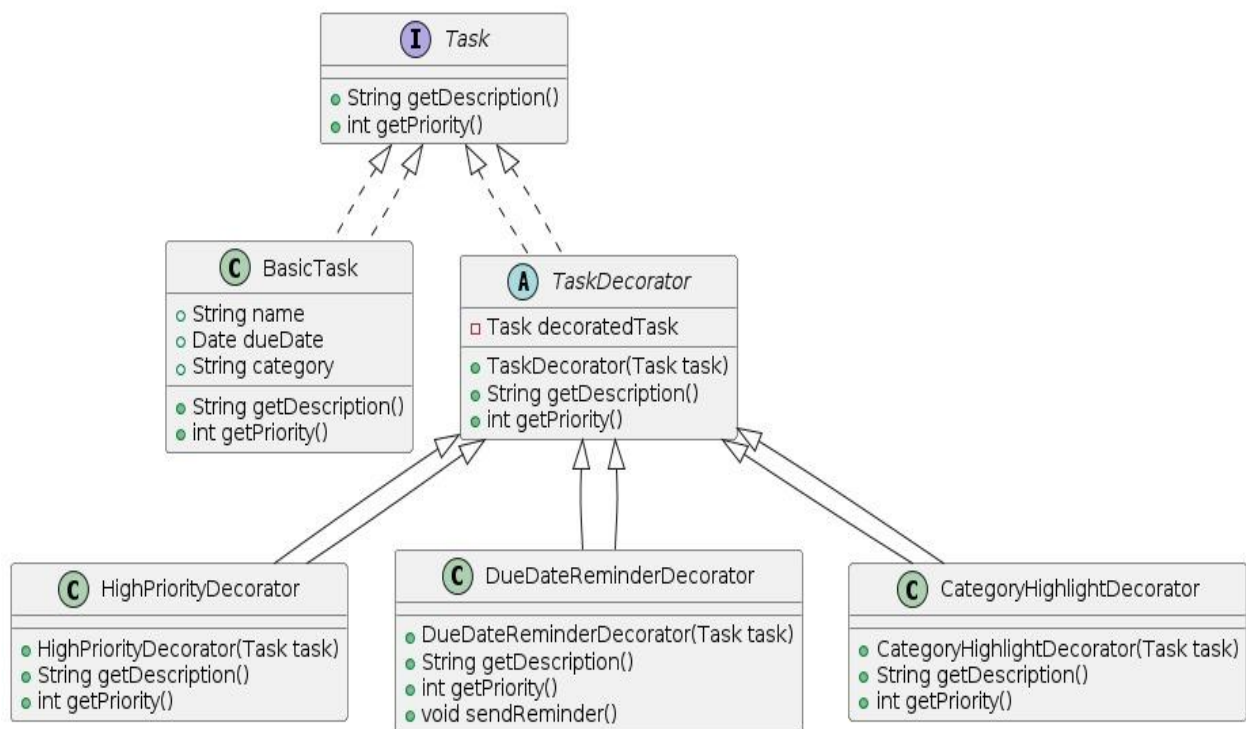 I Task
String getDescription()
int getPriority()
C BasicTask
String name
Date dueDate
String category
String getDescription()
int getPriority()
A TaskDecorator
Task decoratedTask
TaskDecorator(Task task)
String getDescription()
int getPriority()
C HighPriorityDecorator
HighPriorityDecorator(Task task)
String getDescription()
int getPriority()
C DueDateReminderDecorator
DueDateReminderDecorator(Task task)
String getDescription()
int getPriority()
void sendReminder()
C CategoryHighlightDecorator
CategoryHighlightDecorator(Task task)
String getDescription()
int getPriority()